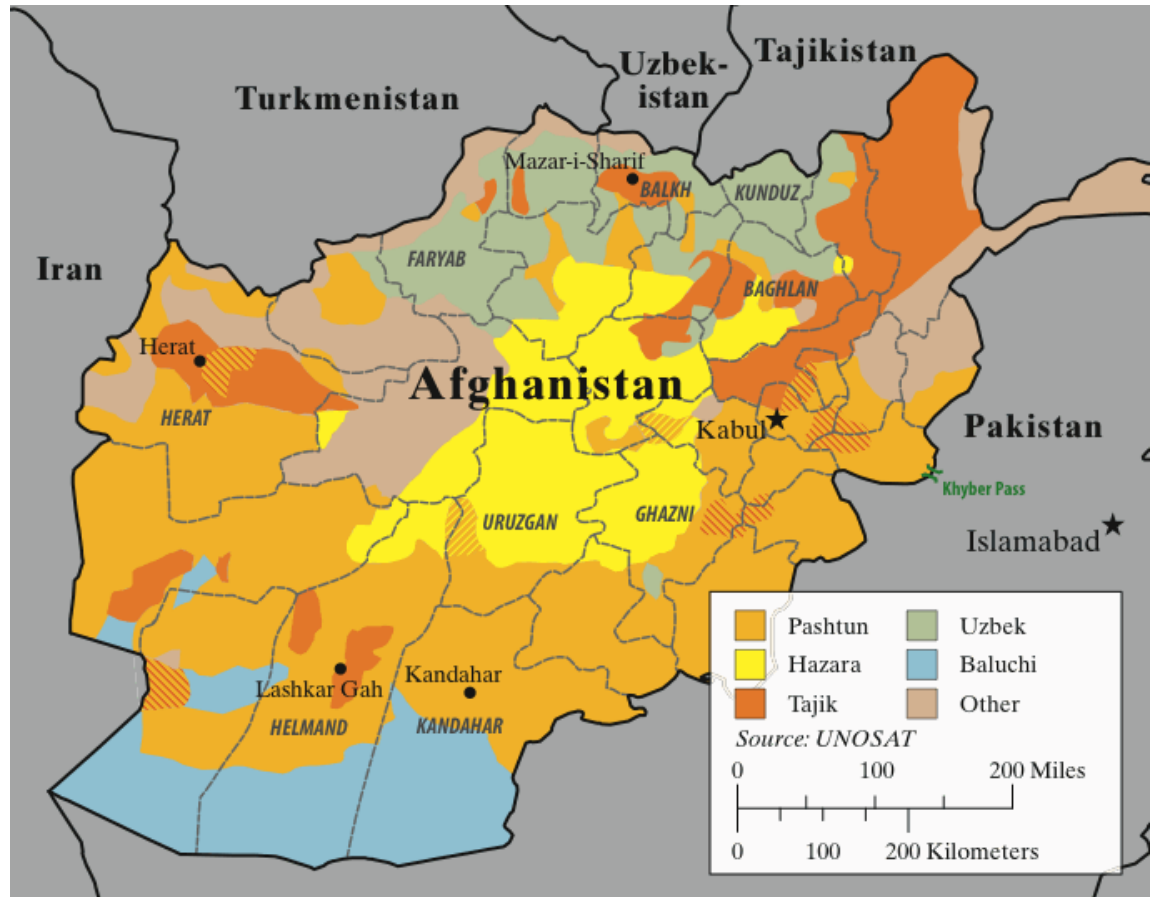 Tajikistan
Uzbek-
istan
Turkmenistan
Mazar-i-Sharif
BALKH
KUNDUZ
FARYAB
Iran
BAGHLAN
Herat
Afghanistan
HERAT
Kabul
Pakistan
Khyber Pass
URUZGAN
GHAZNI
Islamabad
Lashkar Gah
Kandahar
HELMAND
KANDAHAR
Pashtun
Uzbek
Hazara
Baluchi
Tajik
Other
Source: UNOSAT
0 100 200 Miles
0 100 200 Kilometers